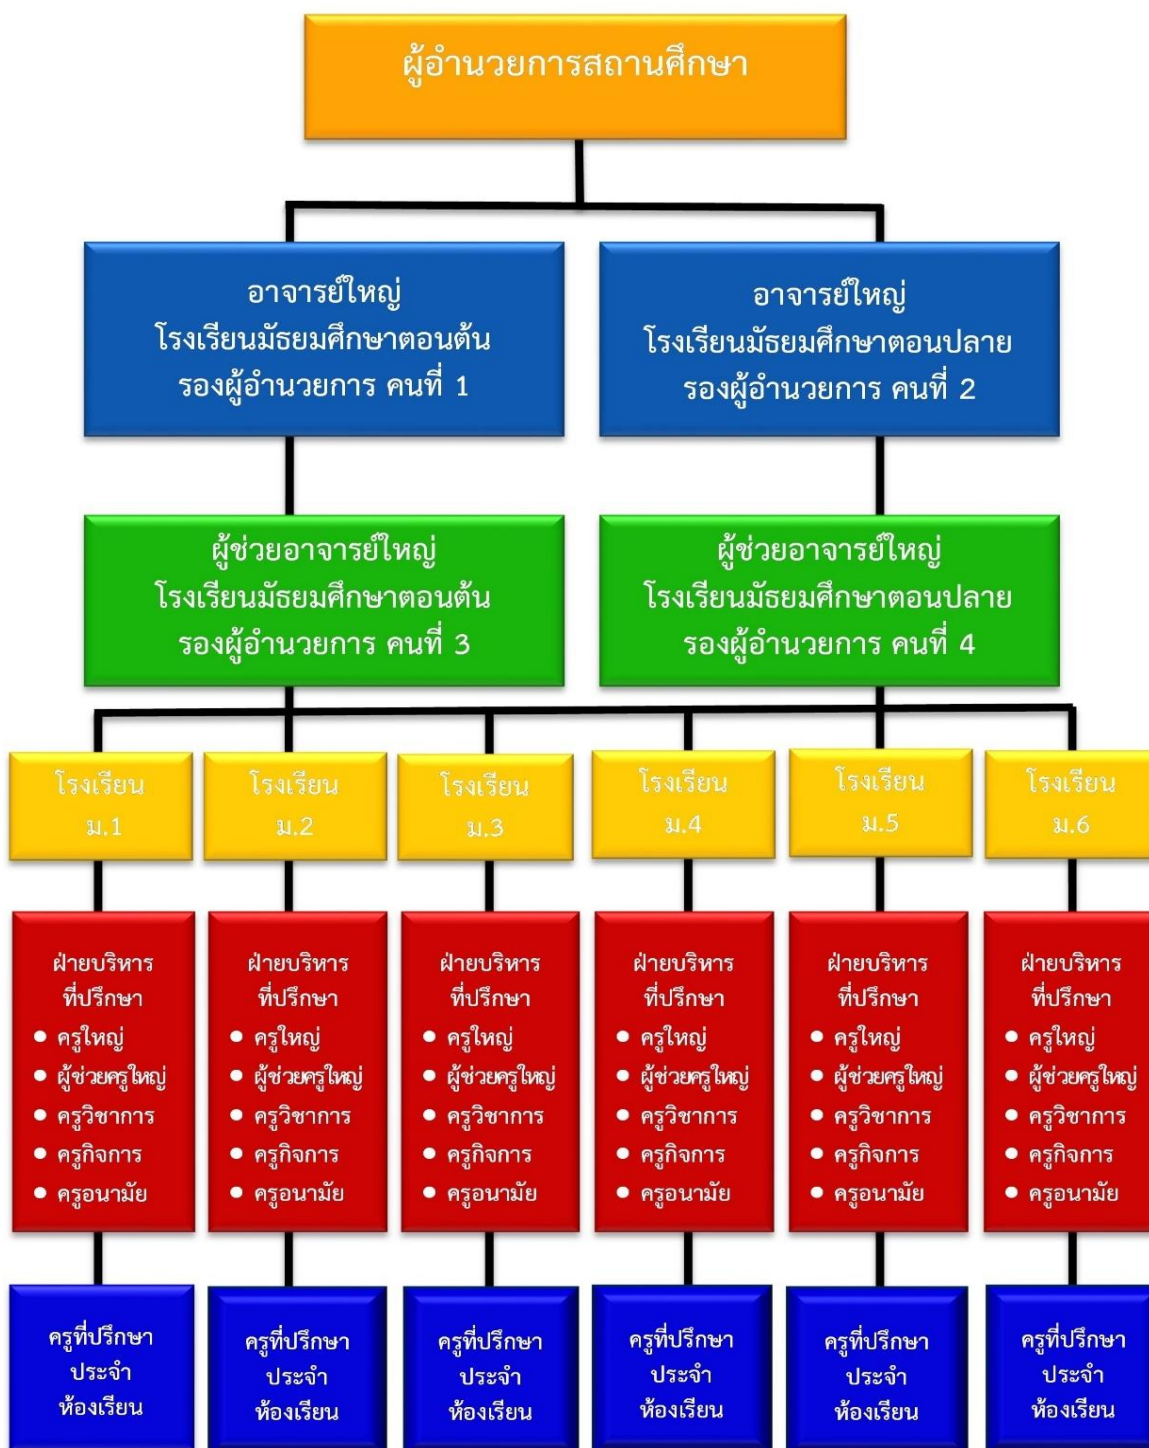 ผู้อำนวยการสถานศึกษา
อาจารย์ใหญ่
โรงเรียนมัธยมศึกษาตอนต้น
รองผู้อำนวยการ คนที่ 1
อาจารย์ใหญ่
โรงเรียนมัธยมศึกษาตอนปลาย
รองผู้อำนวยการ คนที่ 2
ผู้ช่วยอาจารย์ใหญ่
โรงเรียนมัธยมศึกษาตอนต้น
รองผู้อำนวยการ คนที่ 3
ผู้ช่วยอาจารย์ใหญ่
โรงเรียนมัธยมศึกษาตอนปลาย
รองผู้อำนวยการ คนที่ 4
โรงเรียน
ม.1
โรงเรียน
ม.2
โรงเรียน
ม.3
โรงเรียน
ม.4
โรงเรียน
ม.5
โรงเรียน
ม.6
ฝ่ายบริหาร
ที่ปรึกษา
• ครูใหญ่
• ผู้ช่วยครูใหญ่
• ครูวิชาการ
• ครูกิจการ
• ครูอนามัย
ฝ่ายบริหาร
ที่ปรึกษา
• ครูใหญ่
• ผู้ช่วยครูใหญ่
• ครูวิชาการ
• ครูกิจการ
• ครูอนามัย
ฝ่ายบริหาร
ที่ปรึกษา
• ครูใหญ่
• ผู้ช่วยครูใหญ่
• ครูวิชาการ
• ครูกิจการ
• ครูอนามัย
ฝ่ายบริหาร
ที่ปรึกษา
• ครูใหญ่
• ผู้ช่วยครูใหญ่
• ครูวิชาการ
• ครูกิจการ
• ครูอนามัย
ฝ่ายบริหาร
ที่ปรึกษา
• ครูใหญ่
• ผู้ช่วยครูใหญ่
• ครูวิชาการ
• ครูกิจการ
• ครูอนามัย
ฝ่ายบริหาร
ที่ปรึกษา
• ครูใหญ่
• ผู้ช่วยครูใหญ่
• ครูวิชาการ
• ครูกิจการ
• ครูอนามัย
ครูที่ปรึกษา
ประจำ
ห้องเรียน
ครูที่ปรึกษา
ประจำ
ห้องเรียน
ครูที่ปรึกษา
ประจำ
ห้องเรียน
ครูที่ปรึกษา
ประจำ
ห้องเรียน
ครูที่ปรึกษา
ประจำ
ห้องเรียน
ครูที่ปรึกษา
ประจำ
ห้องเรียน